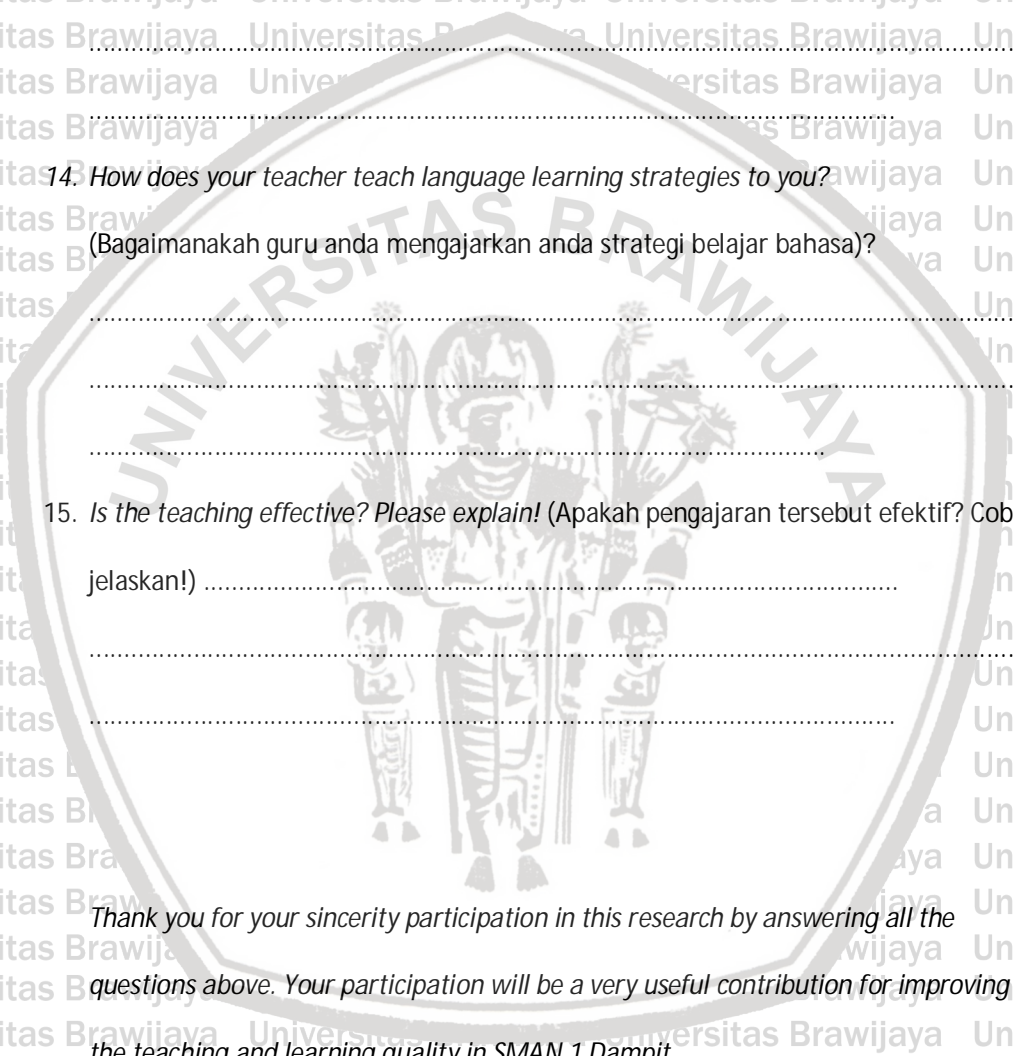 ..........................................................................................................................
..........................................................................................................
14. How does your teacher teach language learning strategies to you?
(Bagaimanakah guru anda mengajarkan anda strategi belajar bahasa)?
..........................................................................................................................
..........................................................................................................................
.................................................................................................
15. Is the teaching effective? Please explain! (Apakah pengajaran tersebut efektif? Cob
jelaskan!) ............................................................................................
..........................................................................................................................
..........................................................................................................
Thank you for your sincerity participation in this research by answering all the
questions above. Your participation will be a very useful contribution for improving
the teaching and learning quality in SMAN 1 Dampit
UNIVERSITAS BRAWIJAYA